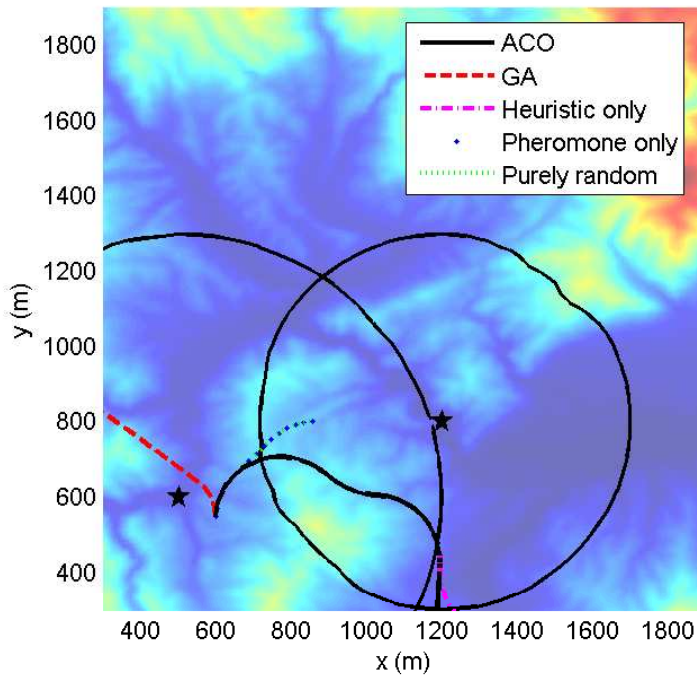 1800
1600
1400
1200
1000
800
600
400
y (m)
ACO
GA
Heuristic only
Pheromone only
Purely random
400 600 800 1000 1200 1400 1600 1800
x (m)